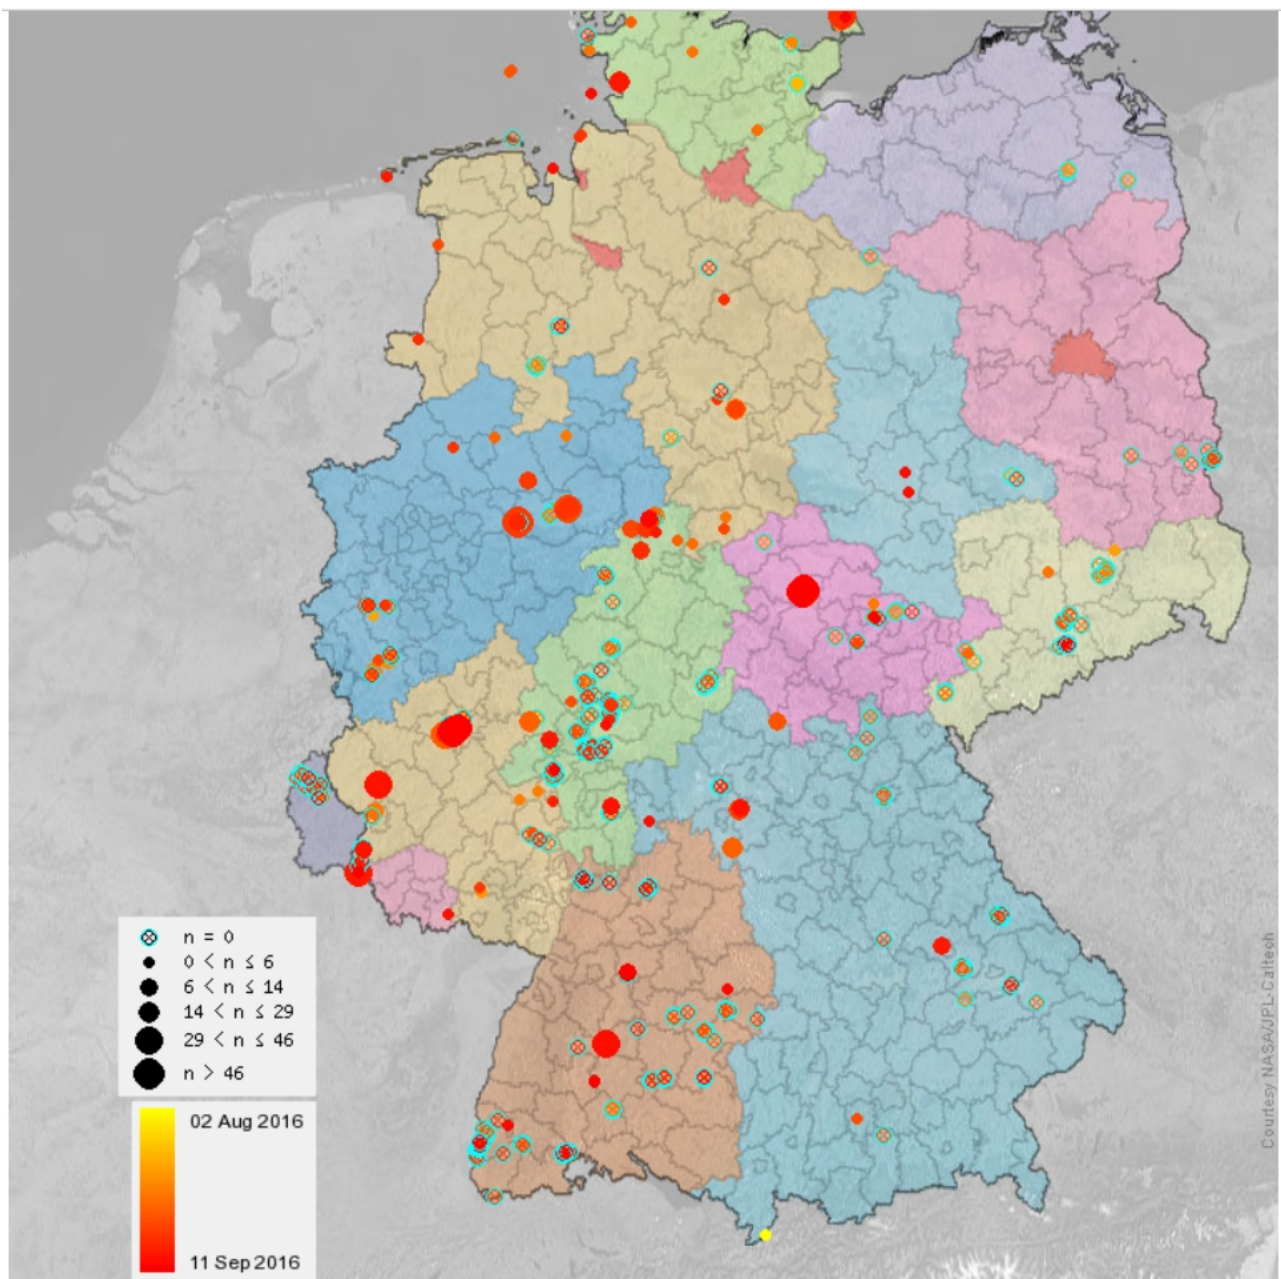 n = 0
0 < n ≤ 6
6 < n ≤ 14
14 < n ≤ 29
29 < n ≤ 46
n > 46
02 Aug 2016
11 Sep 2016
Courtesy NASA/JPL-Caltech